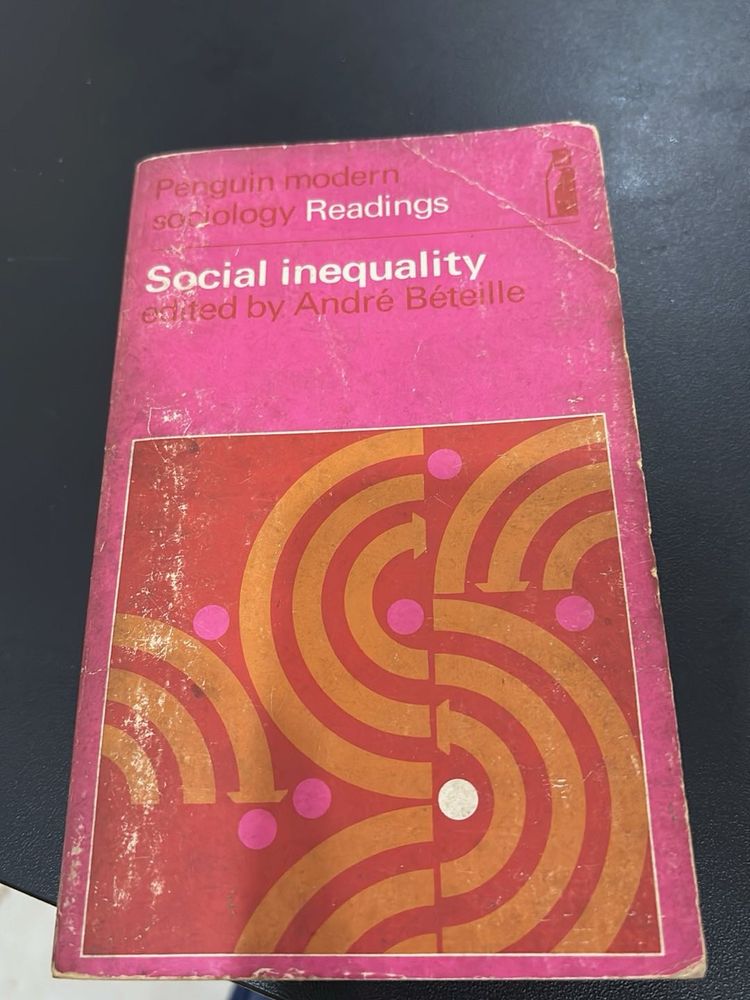 Penguin modern
sociology Readings
Social inequality
edited by André Béteille